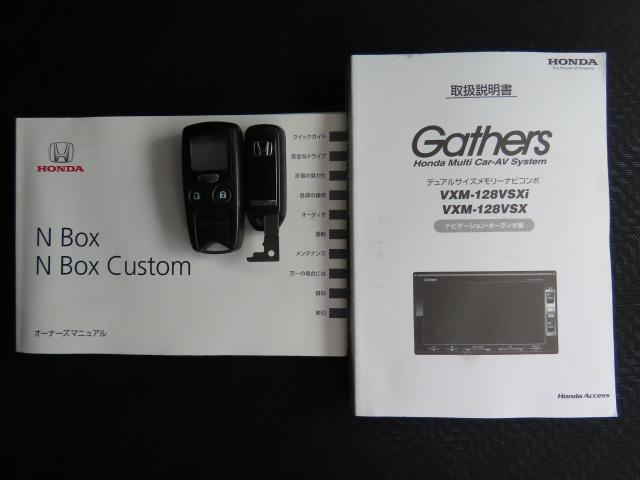 HONDA
N Box
N Box Custom
オーナーズマニュアル
クイックガイド
安全なドライブ
計器の見かた
各部の操作
オーディオ
運転
メンテナンス
万一の場合には
資料
索引
HONDA
The Power of Dreams
取扱説明書
Gathers
Honda Multi Car-AV System
デュアルサイズメモリーナビコンポ
VXM-128VSXi
VXM-128VSX
ナビゲーション・オーディオ編
Gathers
Honda Access